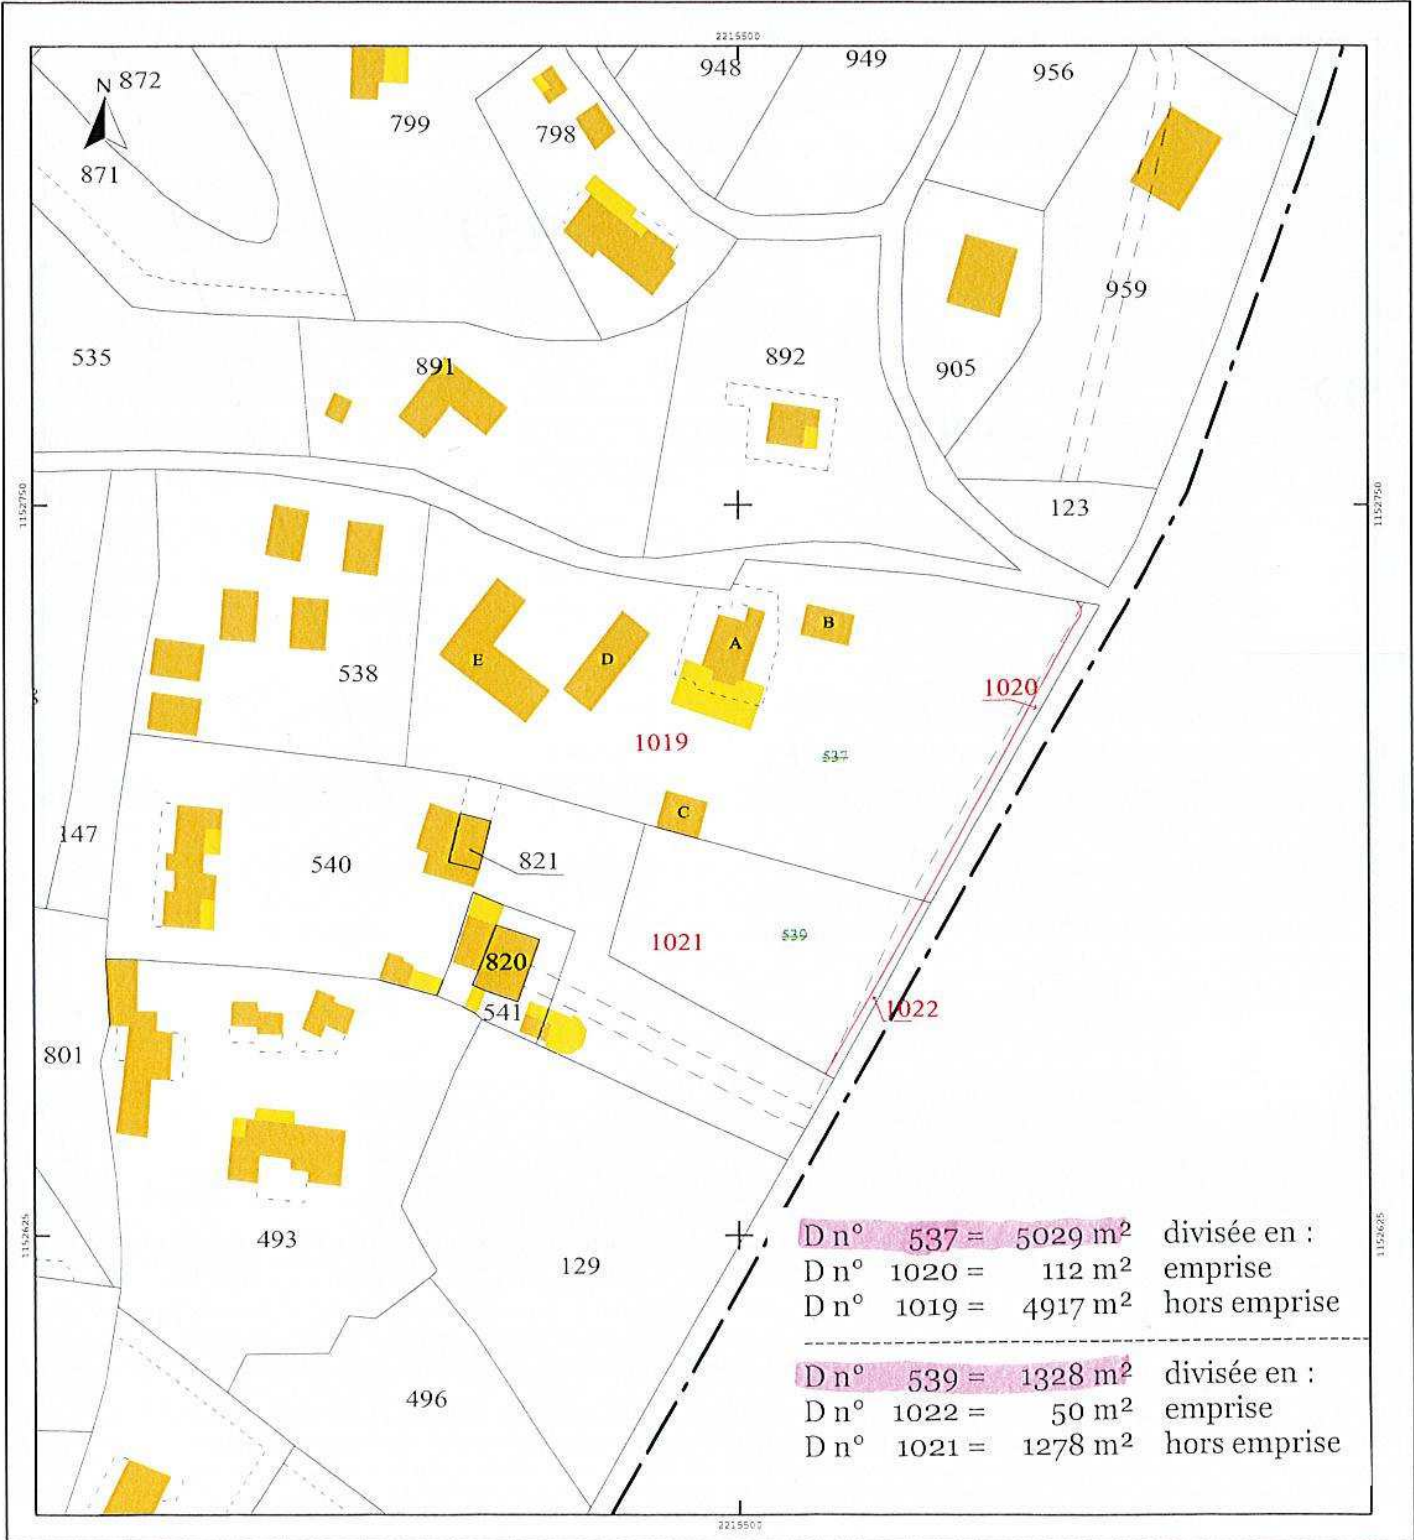 2215500
N 872
948
949
956
799
798
871
959
535
891
892
905
1152750
1152750
123
B
A
E
D
538
1020
1019
537
C
147
540
821
1021
539
820
541
1022
801
1152625
1152625
493
129
D n° 537 = 5029 m² divisée en :
D n° 1020 = 112 m² emprise
D n° 1019 = 4917 m² hors emprise
D n° 539 = 1328 m² divisée en :
D n° 1022 = 50 m² emprise
D n° 1021 = 1278 m² hors emprise
496
2215500